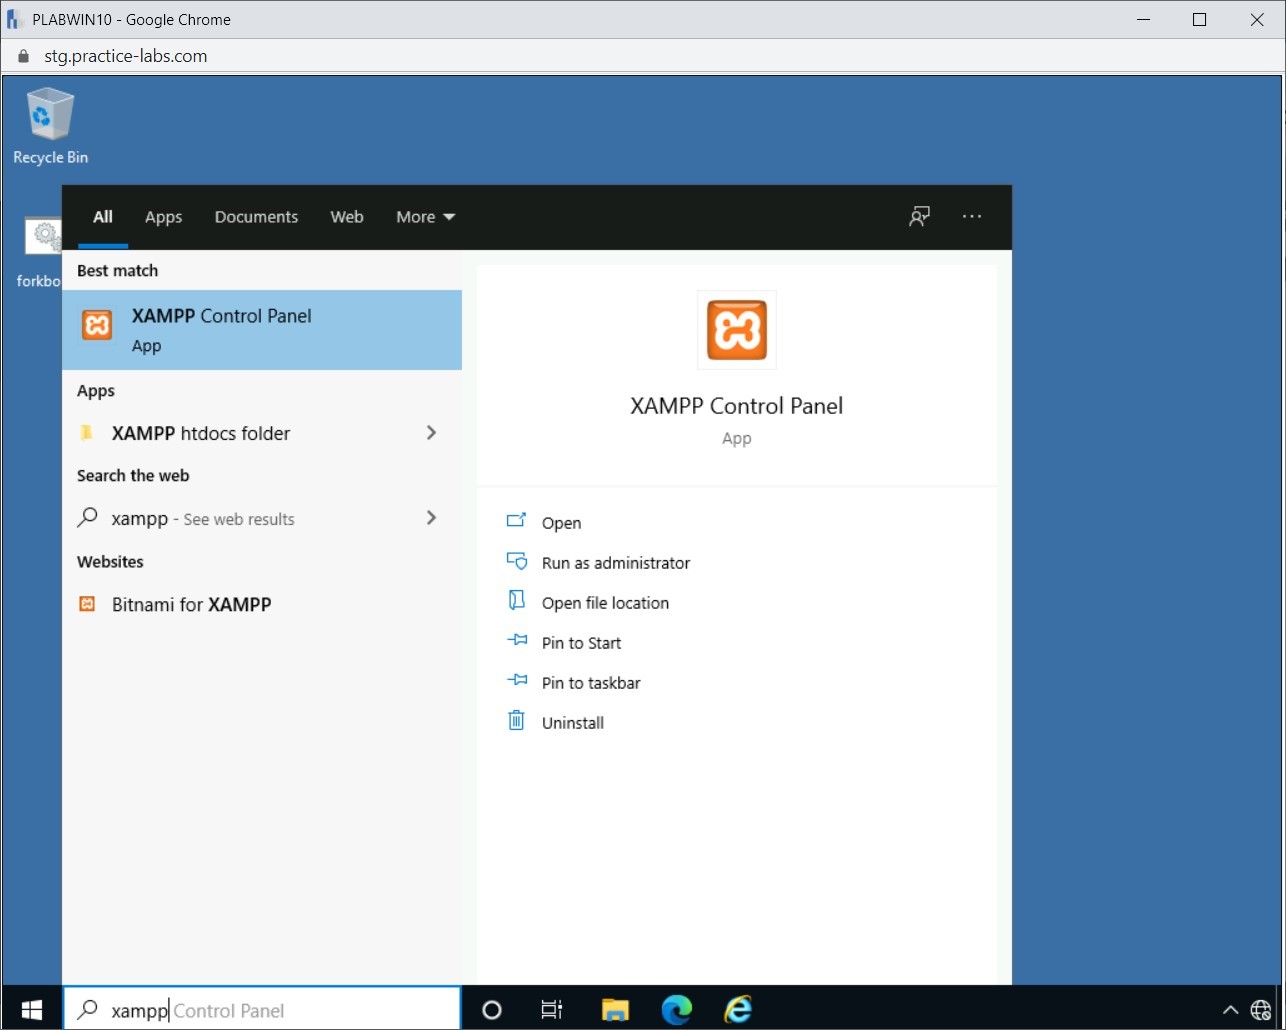 PLABWIN10 - Google Chrome
stg.practice-labs.com
Recycle Bin
All Apps Documents Web More
Best match
forkbo
XAMPP Control Panel
App
Apps
XAMPP htdocs folder
Search the web
xampp - See web results
Websites
Bitnami for XAMPP
XAMPP Control Panel
App
Open
Run as administrator
Open file location
Pin to Start
Pin to taskbar
Uninstall
xampp Control Panel